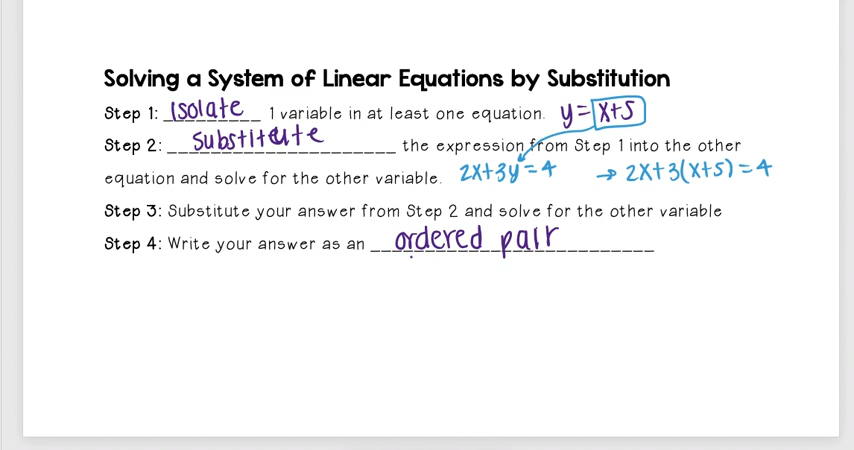 Solving a System of Linear Equations by Substitution
Step 1: Isolate 1 variable in at least one equation. y = x+5
Step 2: substitute the expression from Step 1 into the other
equation and solve for the other variable. 2x+3y=4 → 2x+3(x+5)=4
Step 3: Substitute your answer from Step 2 and solve for the other variable
Step 4: Write your answer as an ordered pair